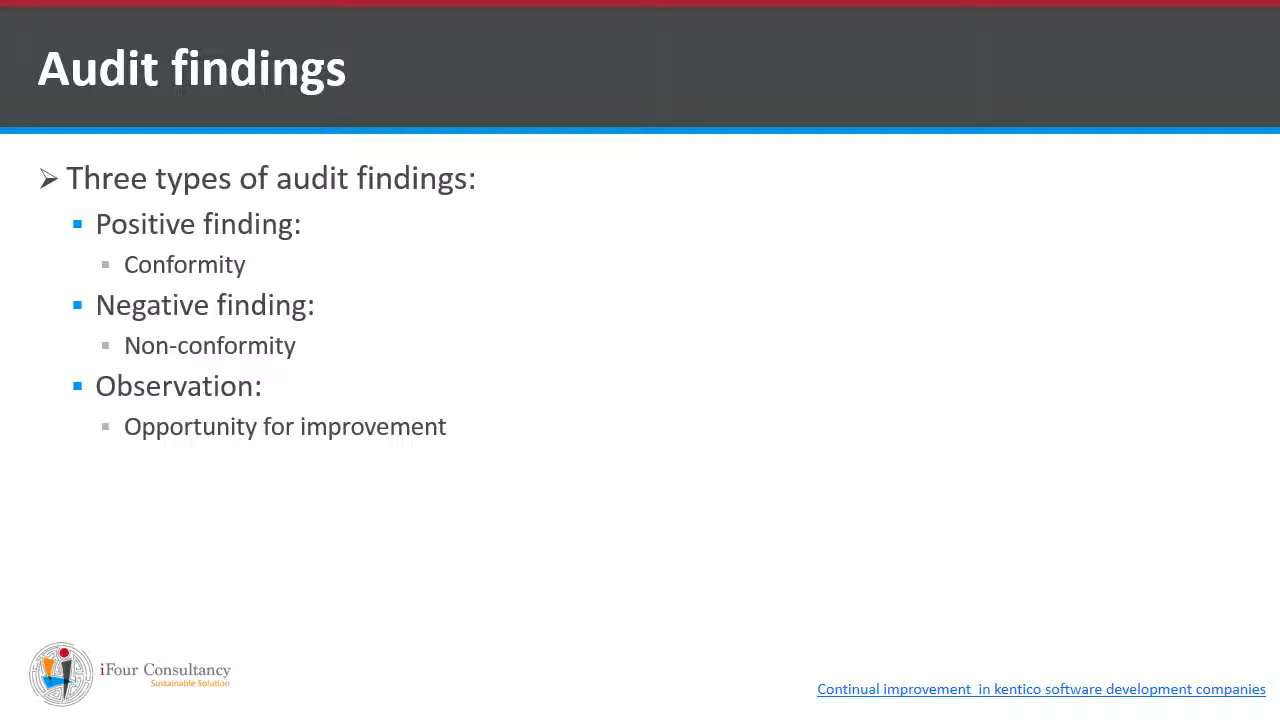 Audit findings
Three types of audit findings:
Positive finding:
Conformity
Negative finding:
Non-conformity
Observation:
Opportunity for improvement
iFour Consultancy
Sustainable Solution
Continual improvement  in kentico software development companies